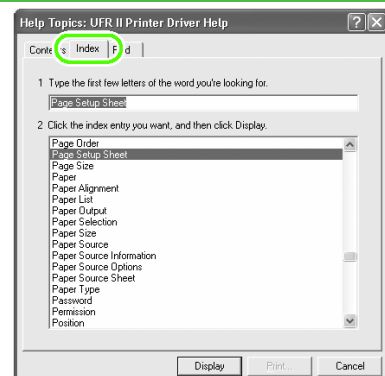 Help Topics: UFR II Printer Driver Help
Index
1 Type the first few letters of the word you're looking for.
Page Setup Sheet
2 Click the index entry you want, and then click Display.
Page Order
Page Setup Sheet
Page Size
Paper
Paper Alignment
Paper List
Paper Output
Paper Selection
Paper Size
Paper Source
Paper Source Information
Paper Source Options
Paper Source Sheet
Paper Type
Password
Permission
Position
Display Print... Cancel